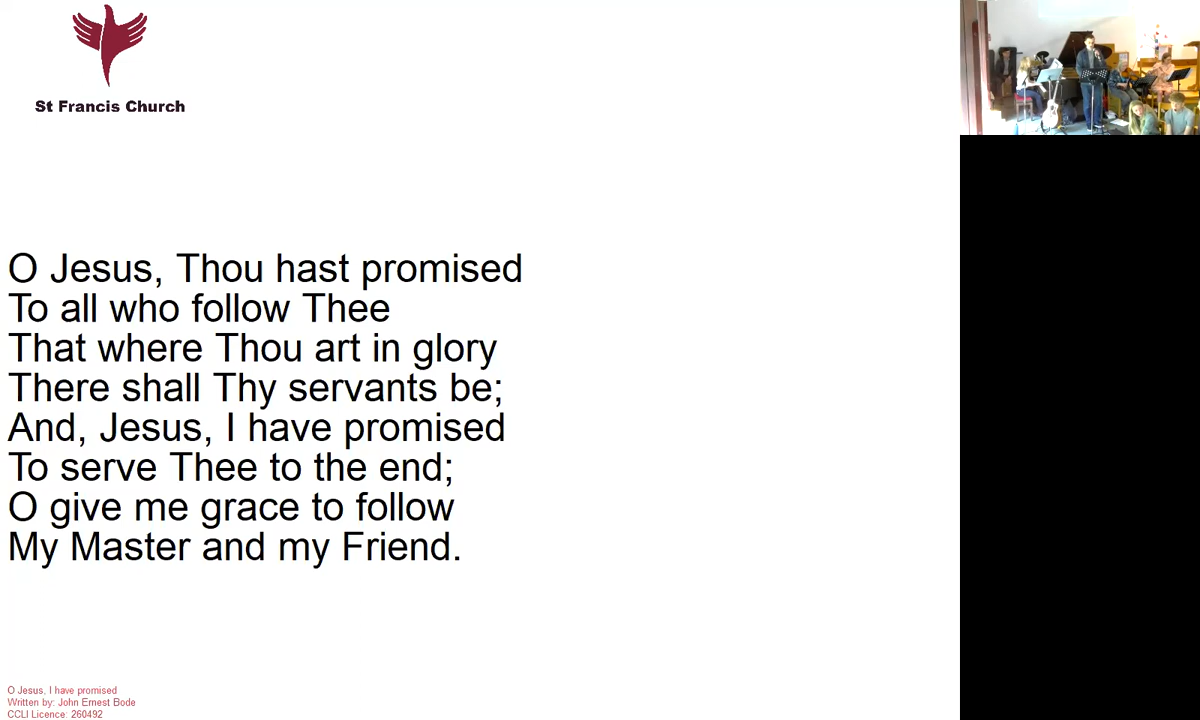 St Francis Church
O Jesus, Thou hast promised
To all who follow Thee
That where Thou art in glory
There shall Thy servants be;
And, Jesus, I have promised
To serve Thee to the end;
O give me grace to follow
My Master and my Friend.
O Jesus, I have promised
Written by: John Ernest Bode
CCLI Licence: 260492